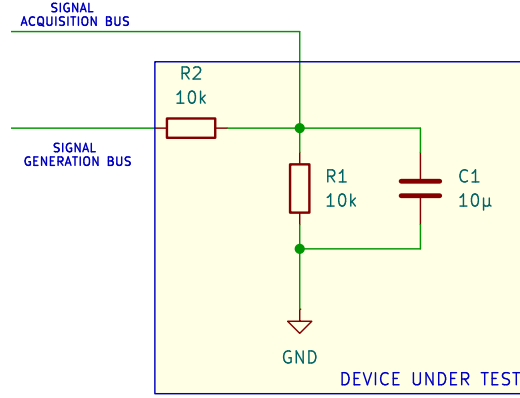 SIGNAL
ACQUISITION BUS
R2
10k
SIGNAL
GENERATION BUS
R1
10k
C1
10µ
GND
DEVICE UNDER TEST